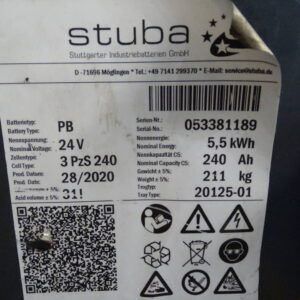 stuba
Stuttgarter Industriebatterien GmbH
D -71696 Möglingen * Tel.: +49 7141 299370 * E-Mail: service@stuba.de
Batterietyp: PB
Battery Type:
Nennspannung: 24 V
Nominal Voltage:
Zellentype: 3 PzS 240
Cell Type:
Prod. Datum: 28/2020
Prod. Date:
Acid volume ± 5%: 31l
Serien-Nr.: 053381189
Serial-No.:
Nennenergie: 5,5 kWh
Nominal Energy:
Nennkapazität C5: 240 Ah
Nominal Capacity C5:
Gewicht ± 5%: 211 kg
Weight ± 5%:
Trogtyp: 20125-01
Tray Type:
Pb